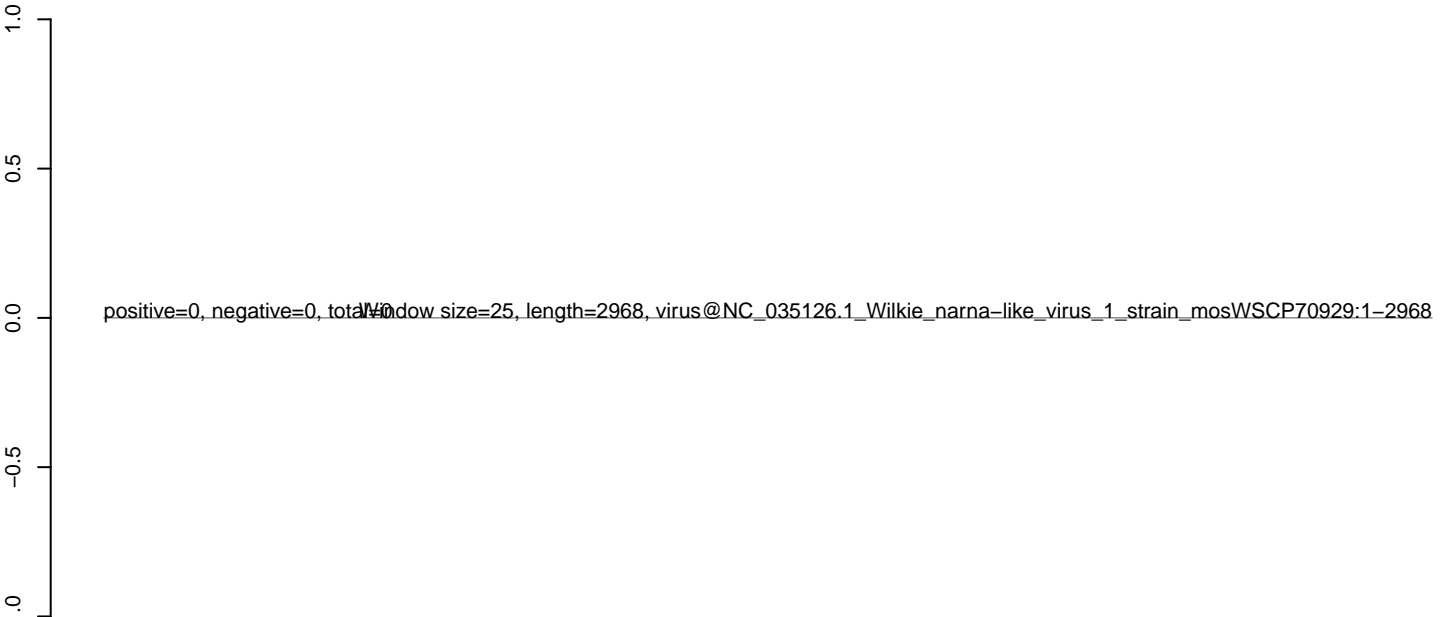 1.0
0.5
0.0
positive=0, negative=0, total=0
Window size=25, length=2968, virus@NC_035126.1_Wilkie_narna−like_virus_1_strain_mosWSCP70929:1−2968
−0.5
.0